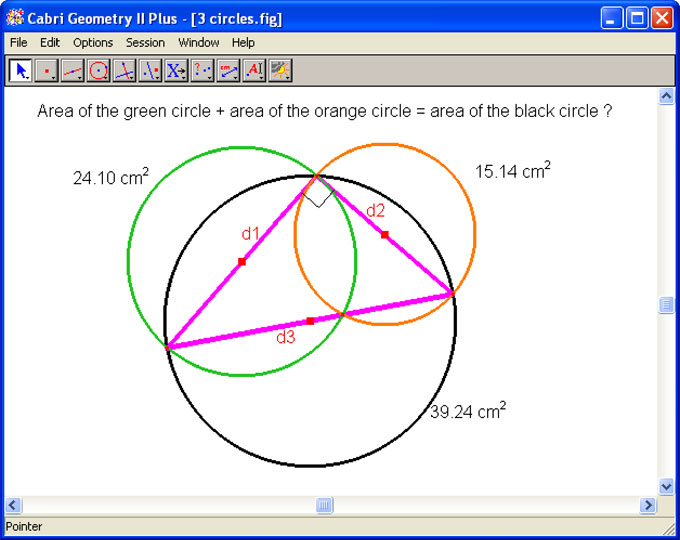 Cabri Geometry II Plus - [3 circles.fig]
File Edit Options Session Window Help
Area of the green circle + area of the orange circle = area of the black circle ?
24.10 cm²
15.14 cm²
d1
d2
d3
39.24 cm²
Pointer